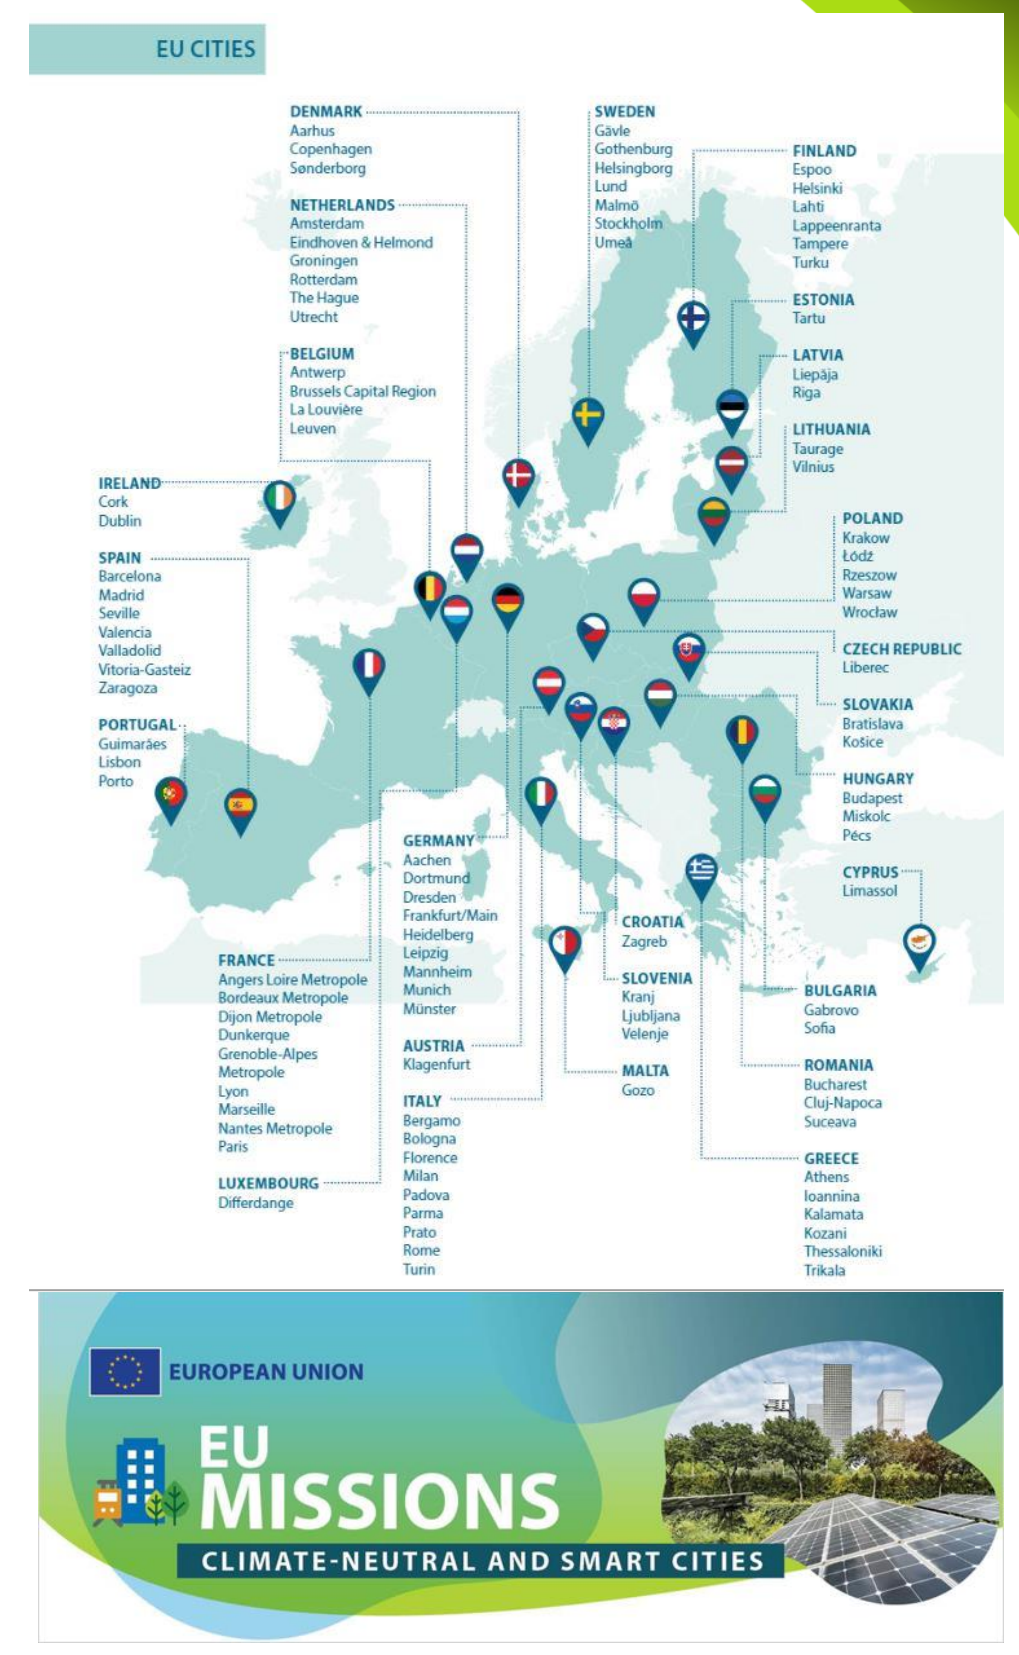 EU CITIES
DENMARK
Aarhus
Copenhagen
Sønderborg
NETHERLANDS
Amsterdam
Eindhoven & Helmond
Groningen
Rotterdam
The Hague
Utrecht
BELGIUM
Antwerp
Brussels Capital Region
La Louvière
Leuven
IRELAND
Cork
Dublin
SPAIN
Barcelona
Madrid
Seville
Valencia
Valladolid
Vitoria-Gasteiz
Zaragoza
PORTUGAL
Guimarães
Lisbon
Porto
SWEDEN
Gävle
Gothenburg
Helsingborg
Lund
Malmö
Stockholm
Umeå
FINLAND
Espoo
Helsinki
Lahti
Lappeenranta
Tampere
Turku
ESTONIA
Tartu
LATVIA
Liepāja
Riga
LITHUANIA
Taurage
Vilnius
POLAND
Krakow
Łódź
Rzeszow
Warsaw
Wrocław
CZECH REPUBLIC
Liberec
SLOVAKIA
Bratislava
Košice
HUNGARY
Budapest
Miskolc
Pécs
CYPRUS
Limassol
FRANCE
Angers Loire Metropole
Bordeaux Metropole
Dijon Metropole
Dunkerque
Grenoble-Alpes
Metropole
Lyon
Marseille
Nantes Metropole
Paris
LUXEMBOURG
Differdange
GERMANY
Aachen
Dortmund
Dresden
Frankfurt/Main
Heidelberg
Leipzig
Mannheim
Munich
Münster
AUSTRIA
Klagenfurt
ITALY
Bergamo
Bologna
Florence
Milan
Padova
Parma
Prato
Rome
Turin
CROATIA
Zagreb
SLOVENIA
Kranj
Ljubljana
Velenje
MALTA
Gozo
BULGARIA
Gabrovo
Sofia
ROMANIA
Bucharest
Cluj-Napoca
Suceava
GREECE
Athens
Ioannina
Kalamata
Kozani
Thessaloniki
Trikala
EUROPEAN UNION
EU
MISSIONS
CLIMATE-NEUTRAL AND SMART CITIES